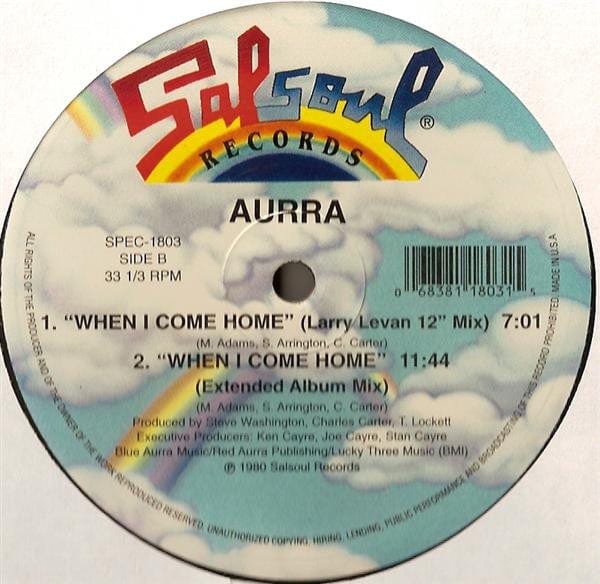 Salsoul®
RECORDS
AURRA
SPEC-1803
SIDE B
33 1/3 RPM
0 68381 18031 5
1. “WHEN I COME HOME” (Larry Levan 12” Mix) 7:01
(M. Adams, S. Arrington, C. Carter)
2. “WHEN I COME HOME” 11:44
(Extended Album Mix)
(M. Adams, S. Arrington, C. Carter)
Produced by Steve Washington, Charles Carter, T. Lockett
Executive Producers: Ken Cayre, Joe Cayre, Stan Cayre
Blue Aurra Music/Red Aurra Publishing/Lucky Three Music (BMI)
℗ 1980 Salsoul Records
ALL RIGHTS OF THE PRODUCER AND OF THE OWNER OF THE WORK REPRODUCED RESERVED. UNAUTHORIZED COPYING, HIRING, LENDING, PUBLIC PERFORMANCE AND BROADCASTING OF THIS RECORD PROHIBITED. MADE IN U.S.A